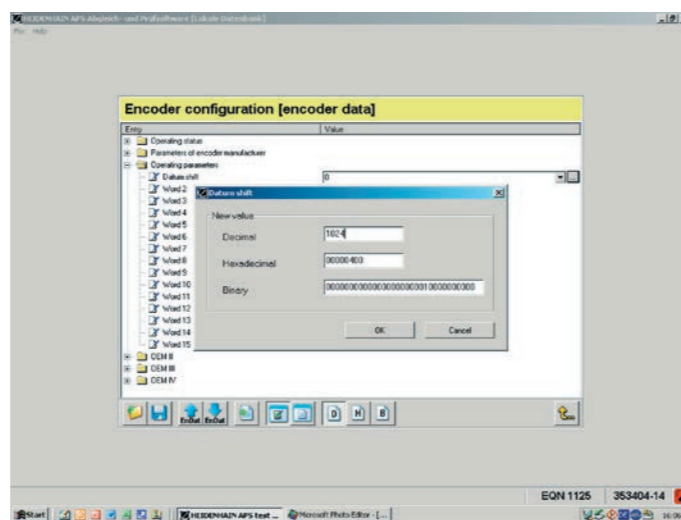 HEIDENHAIN APS Abgleich- und Prüfsoftware [Lokale Datenbank]
File Help
Encoder configuration [encoder data]
Entry Value
Operating status
Parameters of encoder manufacturer
Operating parameters
Datum shift 0
Word 2
Word 3
Word 4
Word 5
Word 6
Word 7
Word 8
Word 9
Word 10
Word 11
Word 12
Word 13
Word 14
Word 15
OEM II
OEM III
OEM IV
Datum shift
New value
Decimal 1024
Hexadecimal 00000400
Binary
OK Cancel
EnDat EnDat D H B
EQN 1125 353404-14
Start HEIDENHAIN APS test ... Microsoft Photo Editor - [... 16:06